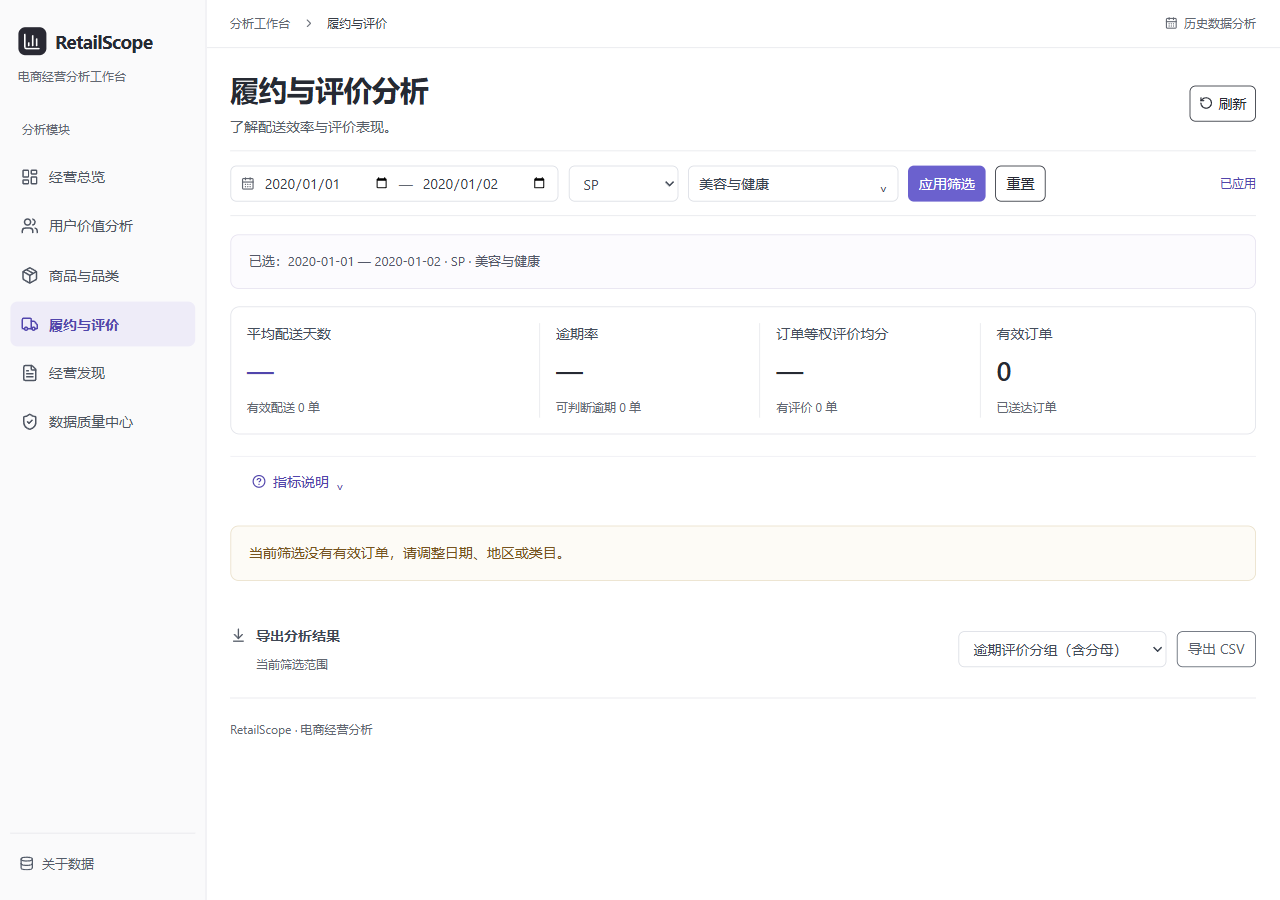 RetailScope
电商经营分析工作台
分析模块
经营总览
用户价值分析
商品与品类
履约与评价
经营发现
数据质量中心
关于数据
分析工作台 > 履约与评价
历史数据分析
履约与评价分析
了解配送效率与评价表现。
刷新
2020/01/01 — 2020/01/02 SP 美容与健康 应用筛选 重置 已应用
已选：2020-01-01 — 2020-01-02 · SP · 美容与健康
平均配送天数
—
有效配送 0 单
逾期率
—
可判断逾期 0 单
订单等权评价均分
—
有评价 0 单
有效订单
0
已送达订单
指标说明
当前筛选没有有效订单，请调整日期、地区或类目。
导出分析结果
当前筛选范围
逾期评价分组（含分母） 导出 CSV
RetailScope · 电商经营分析